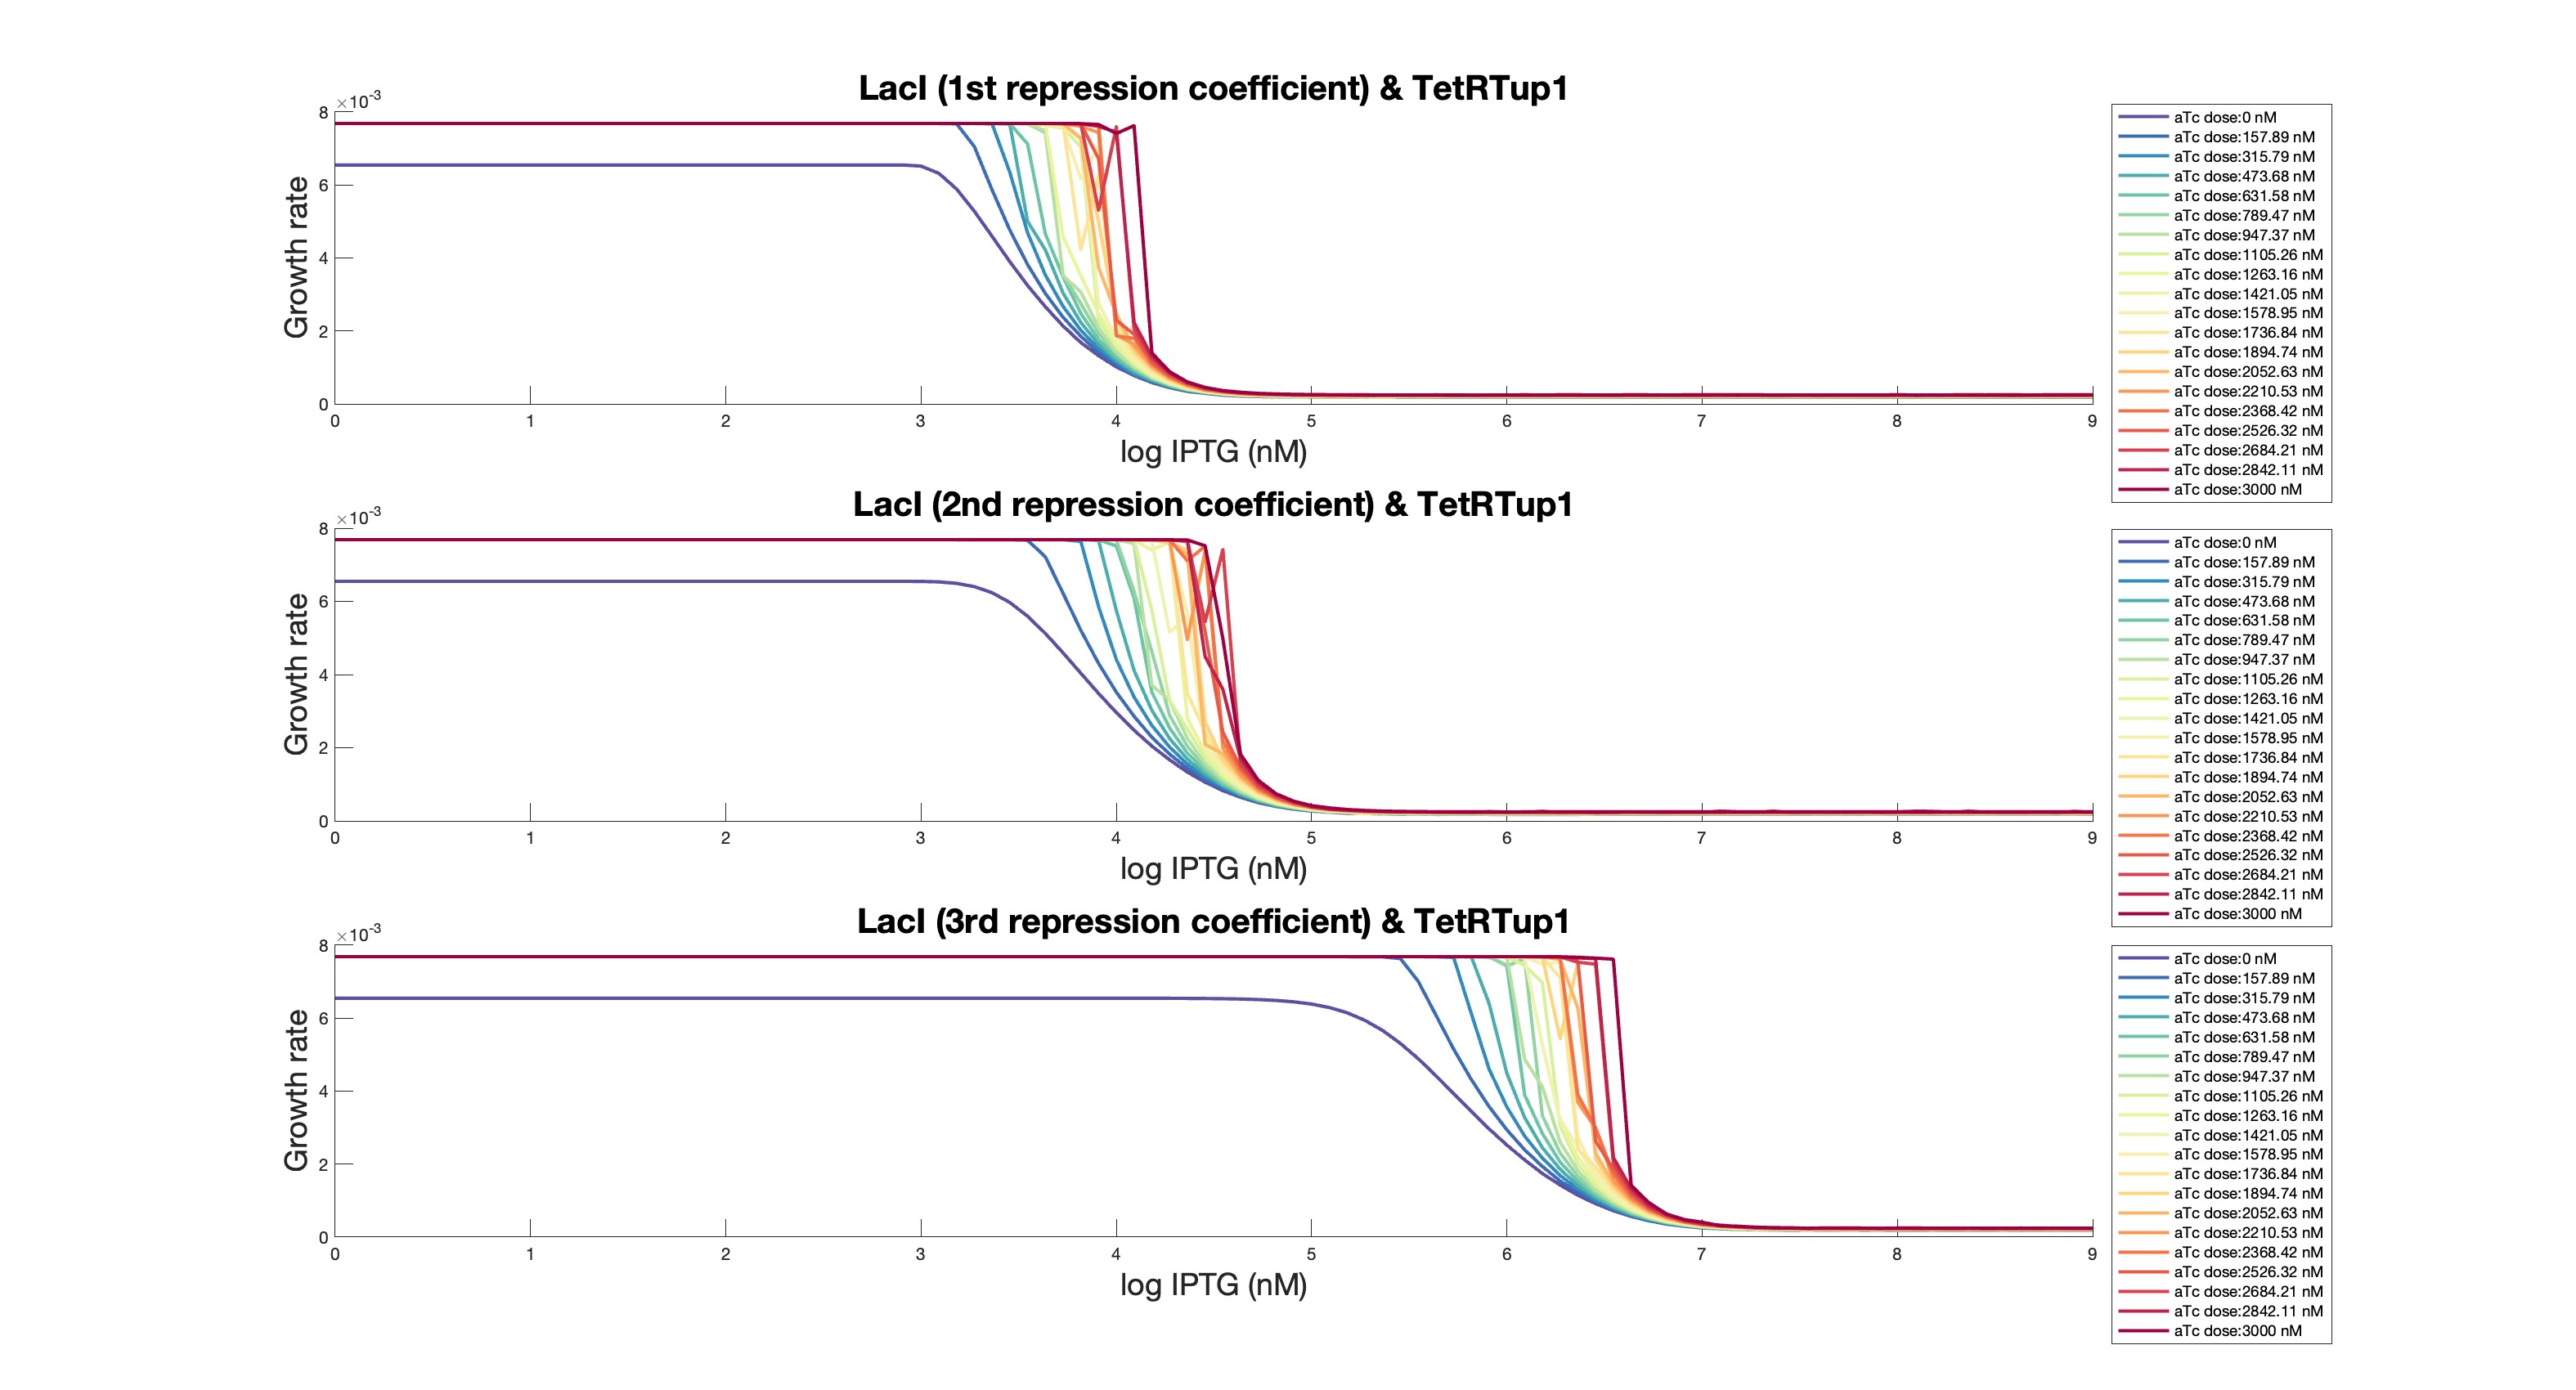 LacI (1st repression coefficient) & TetRTup1
×10-3
8
6
4
2
0
Growth rate
0 1 2 3 4 5 6 7 8 9
log IPTG (nM)
aTc dose:0 nM
aTc dose:157.89 nM
aTc dose:315.79 nM
aTc dose:473.68 nM
aTc dose:631.58 nM
aTc dose:789.47 nM
aTc dose:947.37 nM
aTc dose:1105.26 nM
aTc dose:1263.16 nM
aTc dose:1421.05 nM
aTc dose:1578.95 nM
aTc dose:1736.84 nM
aTc dose:1894.74 nM
aTc dose:2052.63 nM
aTc dose:2210.53 nM
aTc dose:2368.42 nM
aTc dose:2526.32 nM
aTc dose:2684.21 nM
aTc dose:2842.11 nM
aTc dose:3000 nM
LacI (2nd repression coefficient) & TetRTup1
×10-3
8
6
4
2
0
Growth rate
0 1 2 3 4 5 6 7 8 9
log IPTG (nM)
aTc dose:0 nM
aTc dose:157.89 nM
aTc dose:315.79 nM
aTc dose:473.68 nM
aTc dose:631.58 nM
aTc dose:789.47 nM
aTc dose:947.37 nM
aTc dose:1105.26 nM
aTc dose:1263.16 nM
aTc dose:1421.05 nM
aTc dose:1578.95 nM
aTc dose:1736.84 nM
aTc dose:1894.74 nM
aTc dose:2052.63 nM
aTc dose:2210.53 nM
aTc dose:2368.42 nM
aTc dose:2526.32 nM
aTc dose:2684.21 nM
aTc dose:2842.11 nM
aTc dose:3000 nM
LacI (3rd repression coefficient) & TetRTup1
×10-3
8
6
4
2
0
Growth rate
0 1 2 3 4 5 6 7 8 9
log IPTG (nM)
aTc dose:0 nM
aTc dose:157.89 nM
aTc dose:315.79 nM
aTc dose:473.68 nM
aTc dose:631.58 nM
aTc dose:789.47 nM
aTc dose:947.37 nM
aTc dose:1105.26 nM
aTc dose:1263.16 nM
aTc dose:1421.05 nM
aTc dose:1578.95 nM
aTc dose:1736.84 nM
aTc dose:1894.74 nM
aTc dose:2052.63 nM
aTc dose:2210.53 nM
aTc dose:2368.42 nM
aTc dose:2526.32 nM
aTc dose:2684.21 nM
aTc dose:2842.11 nM
aTc dose:3000 nM